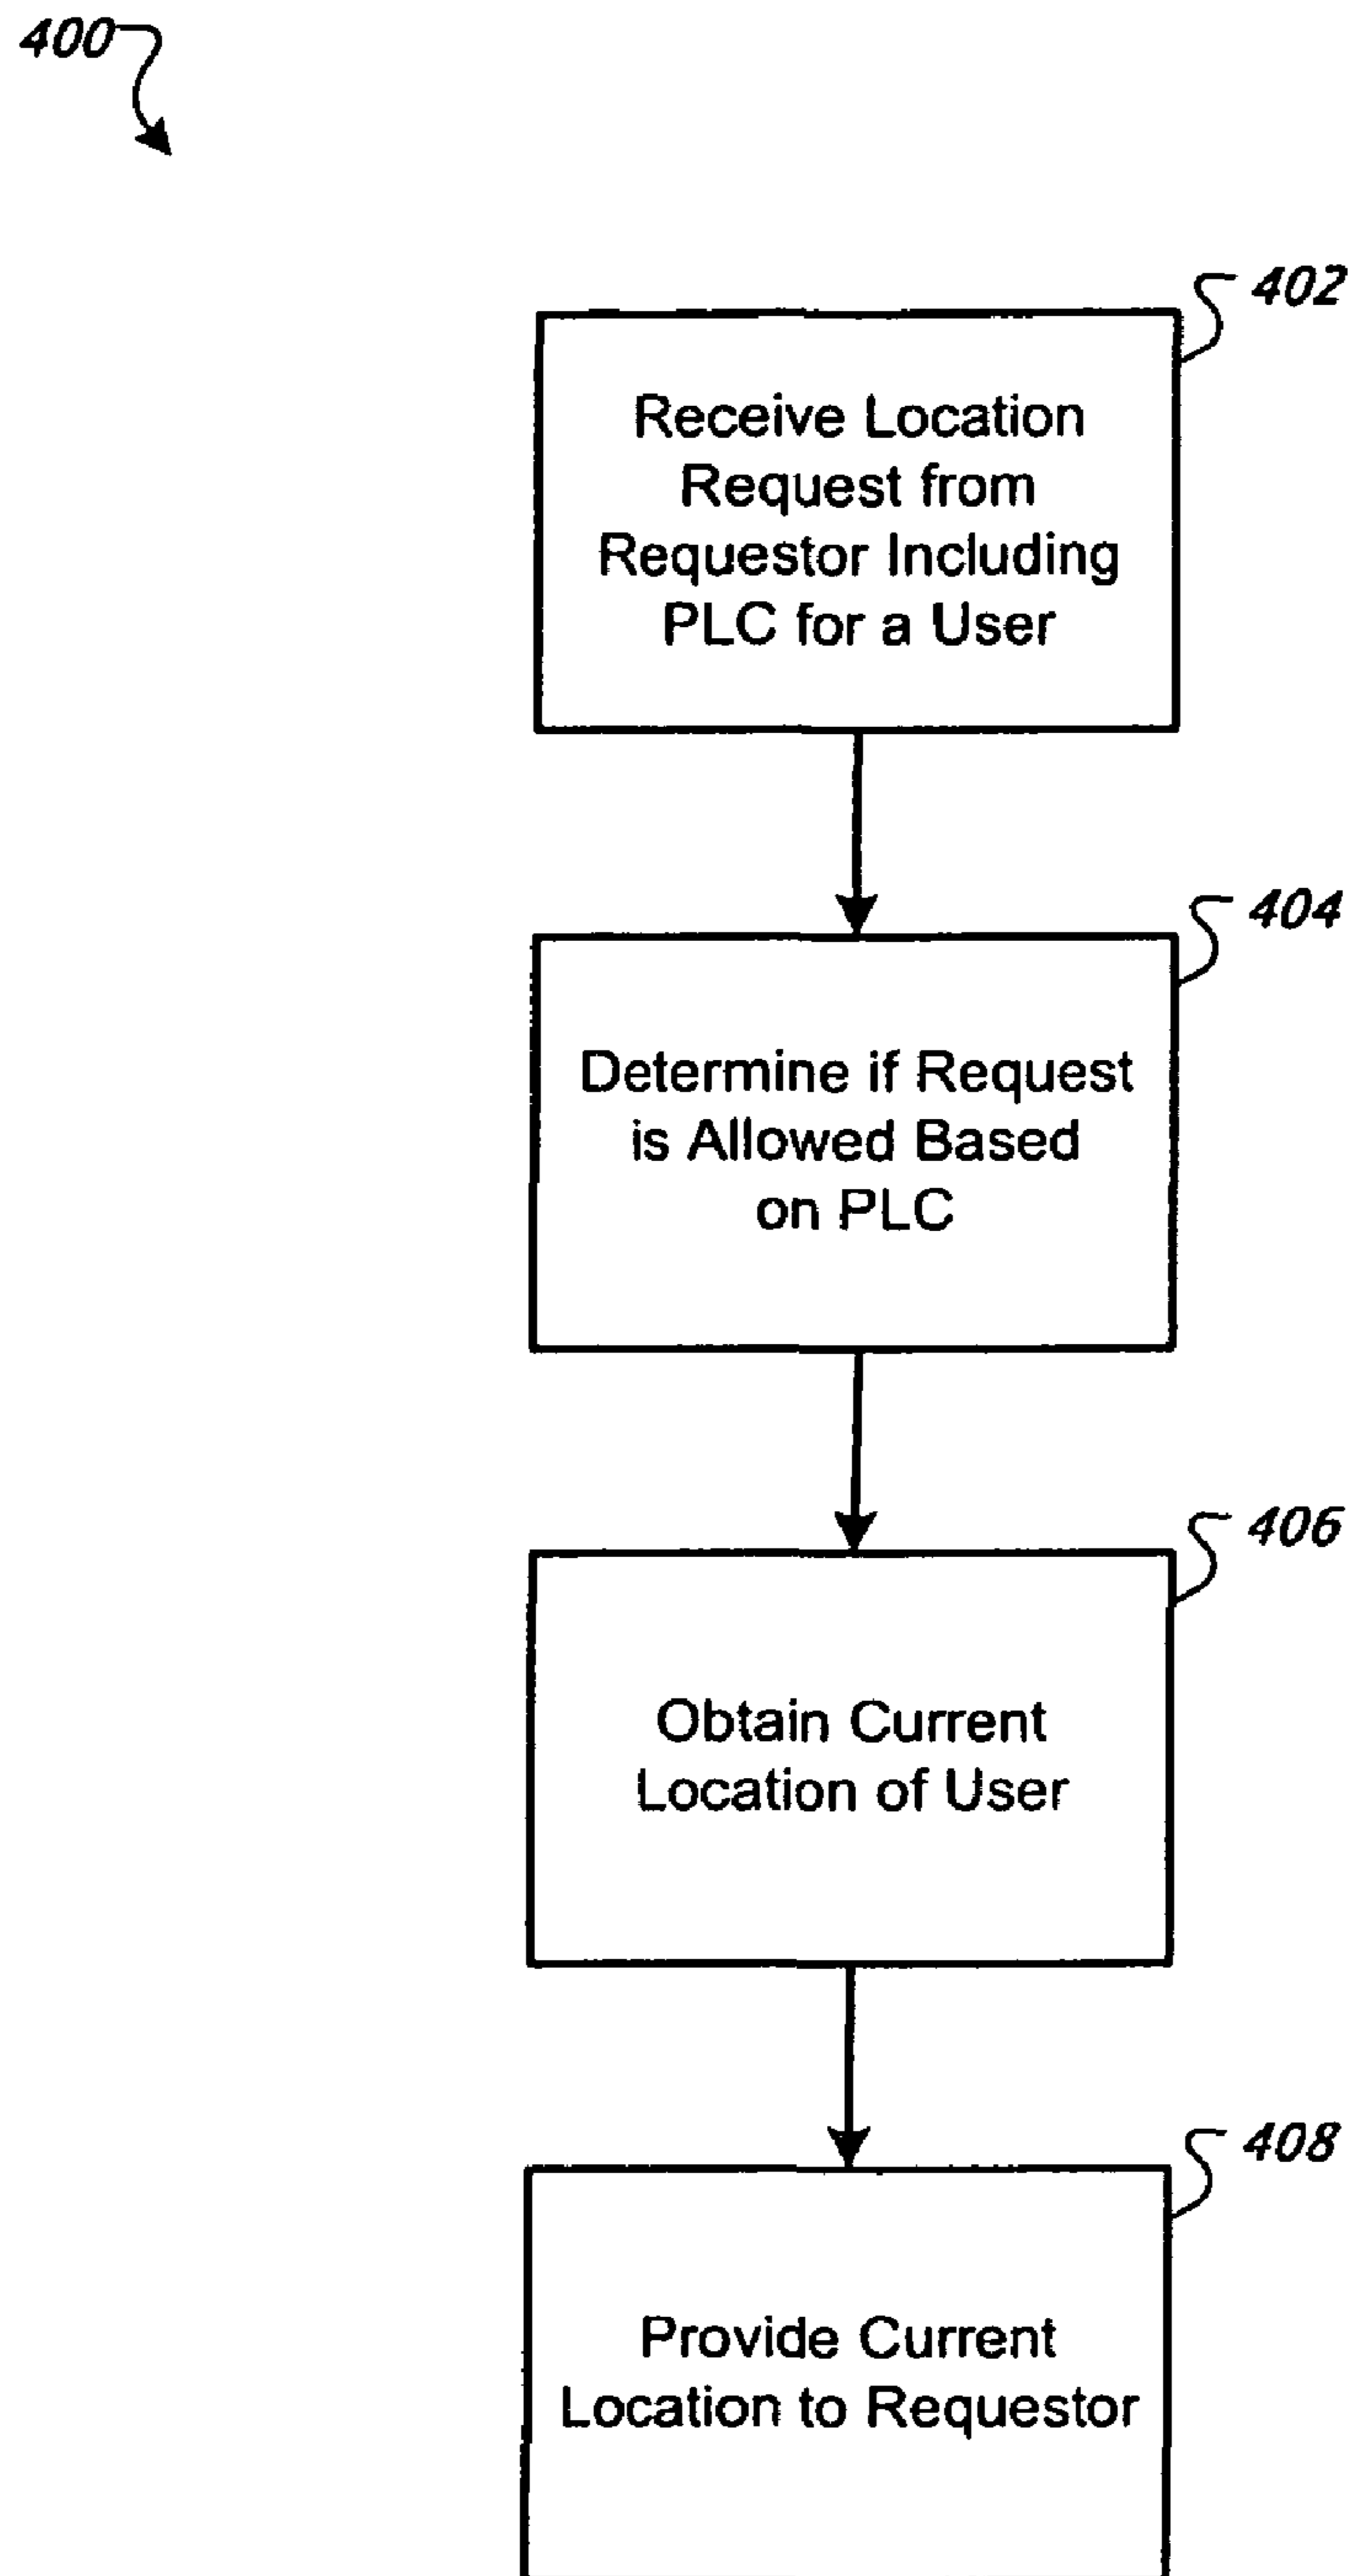 400
402
Receive Location
Request from
Requestor Including
PLC for a User
404
Determine if Request
is Allowed Based
on PLC
406
Obtain Current
Location of User
408
Provide Current
Location to Requestor